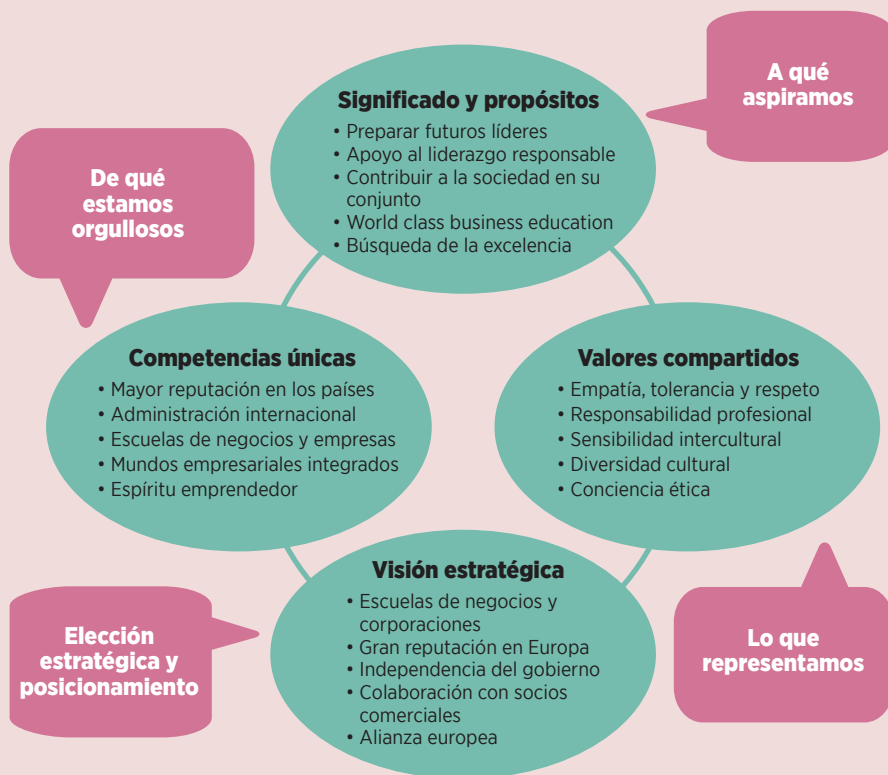 A qué
aspiramos
Significado y propósitos
• Preparar futuros líderes
• Apoyo al liderazgo responsable
• Contribuir a la sociedad en su
conjunto
• World class business education
• Búsqueda de la excelencia
De qué
estamos
orgullosos
Competencias únicas
• Mayor reputación en los países
• Administración internacional
• Escuelas de negocios y empresas
• Mundos empresariales integrados
• Espíritu emprendedor
Valores compartidos
• Empatía, tolerancia y respeto
• Responsabilidad profesional
• Sensibilidad intercultural
• Diversidad cultural
• Conciencia ética
Visión estratégica
• Escuelas de negocios y
corporaciones
• Gran reputación en Europa
• Independencia del gobierno
• Colaboración con socios
comerciales
• Alianza europea
Elección
estratégica y
posicionamiento
Lo que
representamos